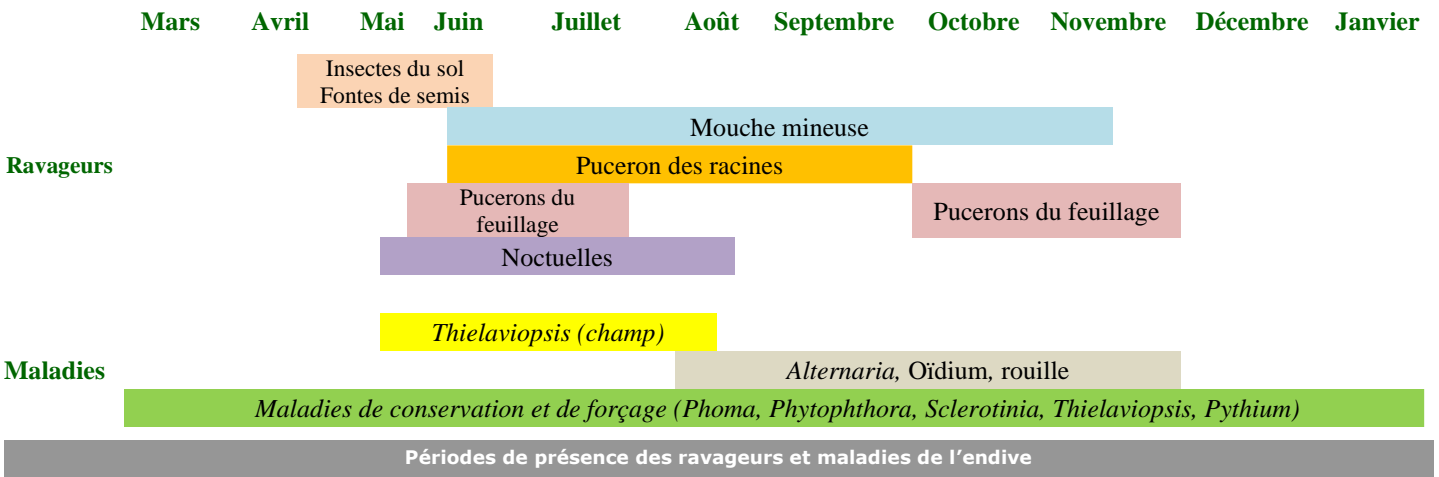 Mars Avril Mai Juin Juillet Août Septembre Octobre Novembre Décembre Janvier
Insectes du sol
Fontes de semis
Mouche mineuse
Ravageurs
Puceron des racines
Pucerons du
feuillage
Pucerons du feuillage
Noctuelles
Thielaviopsis (champ)
Maladies
Alternaria, Oïdium, rouille
Maladies de conservation et de forçage (Phoma, Phytophthora, Sclerotinia, Thielaviopsis, Pythium)
Périodes de présence des ravageurs et maladies de l’endive